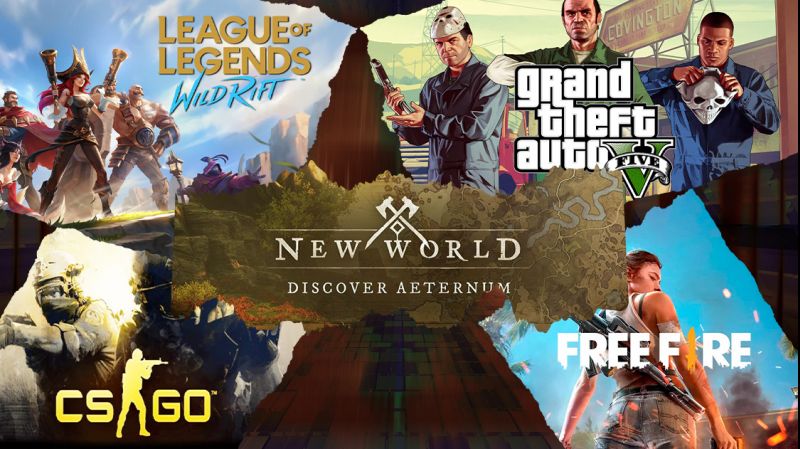 LEAGUE OF
LEGENDS
WILD RIFT
COVINGTON
grand
theft
auto
V
FIVE
NEW WORLD
DISCOVER AETERNUM
CS GO
FREE FIRE